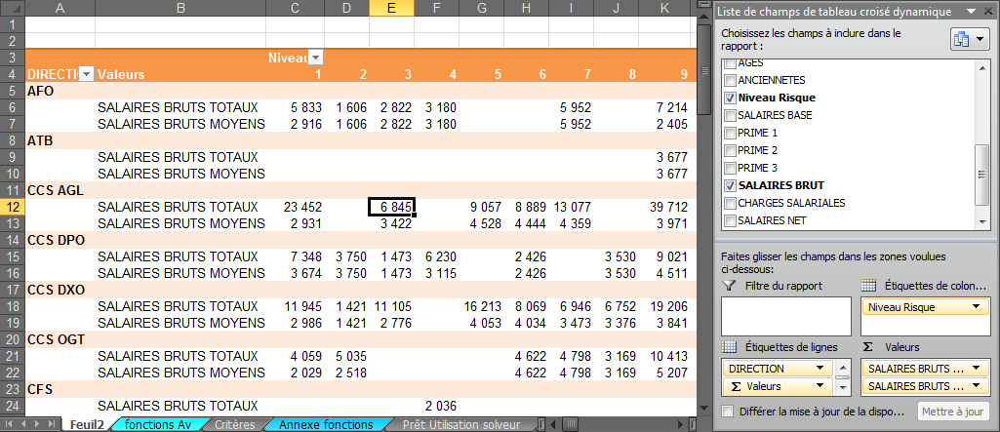 A B C D E F G H I J K
1
2
3 Niveau
4 DIRECTI Valeurs 1 2 3 4 5 6 7 8 9
5 AFO
6 SALAIRES BRUTS TOTAUX 5 833 1 606 2 822 3 180 5 952 7 214
7 SALAIRES BRUTS MOYENS 2 916 1 606 2 822 3 180 5 952 2 405
8 ATB
9 SALAIRES BRUTS TOTAUX 3 677
10 SALAIRES BRUTS MOYENS 3 677
11 CCS AGL
12 SALAIRES BRUTS TOTAUX 23 452 6 845 9 057 8 889 13 077 39 712
13 SALAIRES BRUTS MOYENS 2 931 3 422 4 528 4 444 4 359 3 971
14 CCS DPO
15 SALAIRES BRUTS TOTAUX 7 348 3 750 1 473 6 230 2 426 3 530 9 021
16 SALAIRES BRUTS MOYENS 3 674 3 750 1 473 3 115 2 426 3 530 4 511
17 CCS DXO
18 SALAIRES BRUTS TOTAUX 11 945 1 421 11 105 16 213 8 069 6 946 6 752 19 206
19 SALAIRES BRUTS MOYENS 2 986 1 421 2 776 4 053 4 034 3 473 3 376 3 841
20 CCS OGT
21 SALAIRES BRUTS TOTAUX 4 059 5 035 4 622 4 798 3 169 10 413
22 SALAIRES BRUTS MOYENS 2 029 2 518 4 622 4 798 3 169 5 207
23 CFS
24 SALAIRES BRUTS TOTAUX 2 036
Feuil2 fonctions Av Critères Annexe fonctions Prêt Utilisation solveur
Liste de champs de tableau croisé dynamique
Choisissez les champs à inclure dans le
rapport :
AGES
ANCIENNETES
Niveau Risque
SALAIRES BASE
PRIME 1
PRIME 2
PRIME 3
SALAIRES BRUT
CHARGES SALARIALES
SALAIRES NET
Faites glisser les champs dans les zones voulues
ci-dessous:
Filtre du rapport Étiquettes de colon...
Niveau Risque
Étiquettes de lignes Σ Valeurs
DIRECTION SALAIRES BRUTS ...
Σ Valeurs SALAIRES BRUTS ...
Différer la mise à jour de la dispo... Mettre à jour